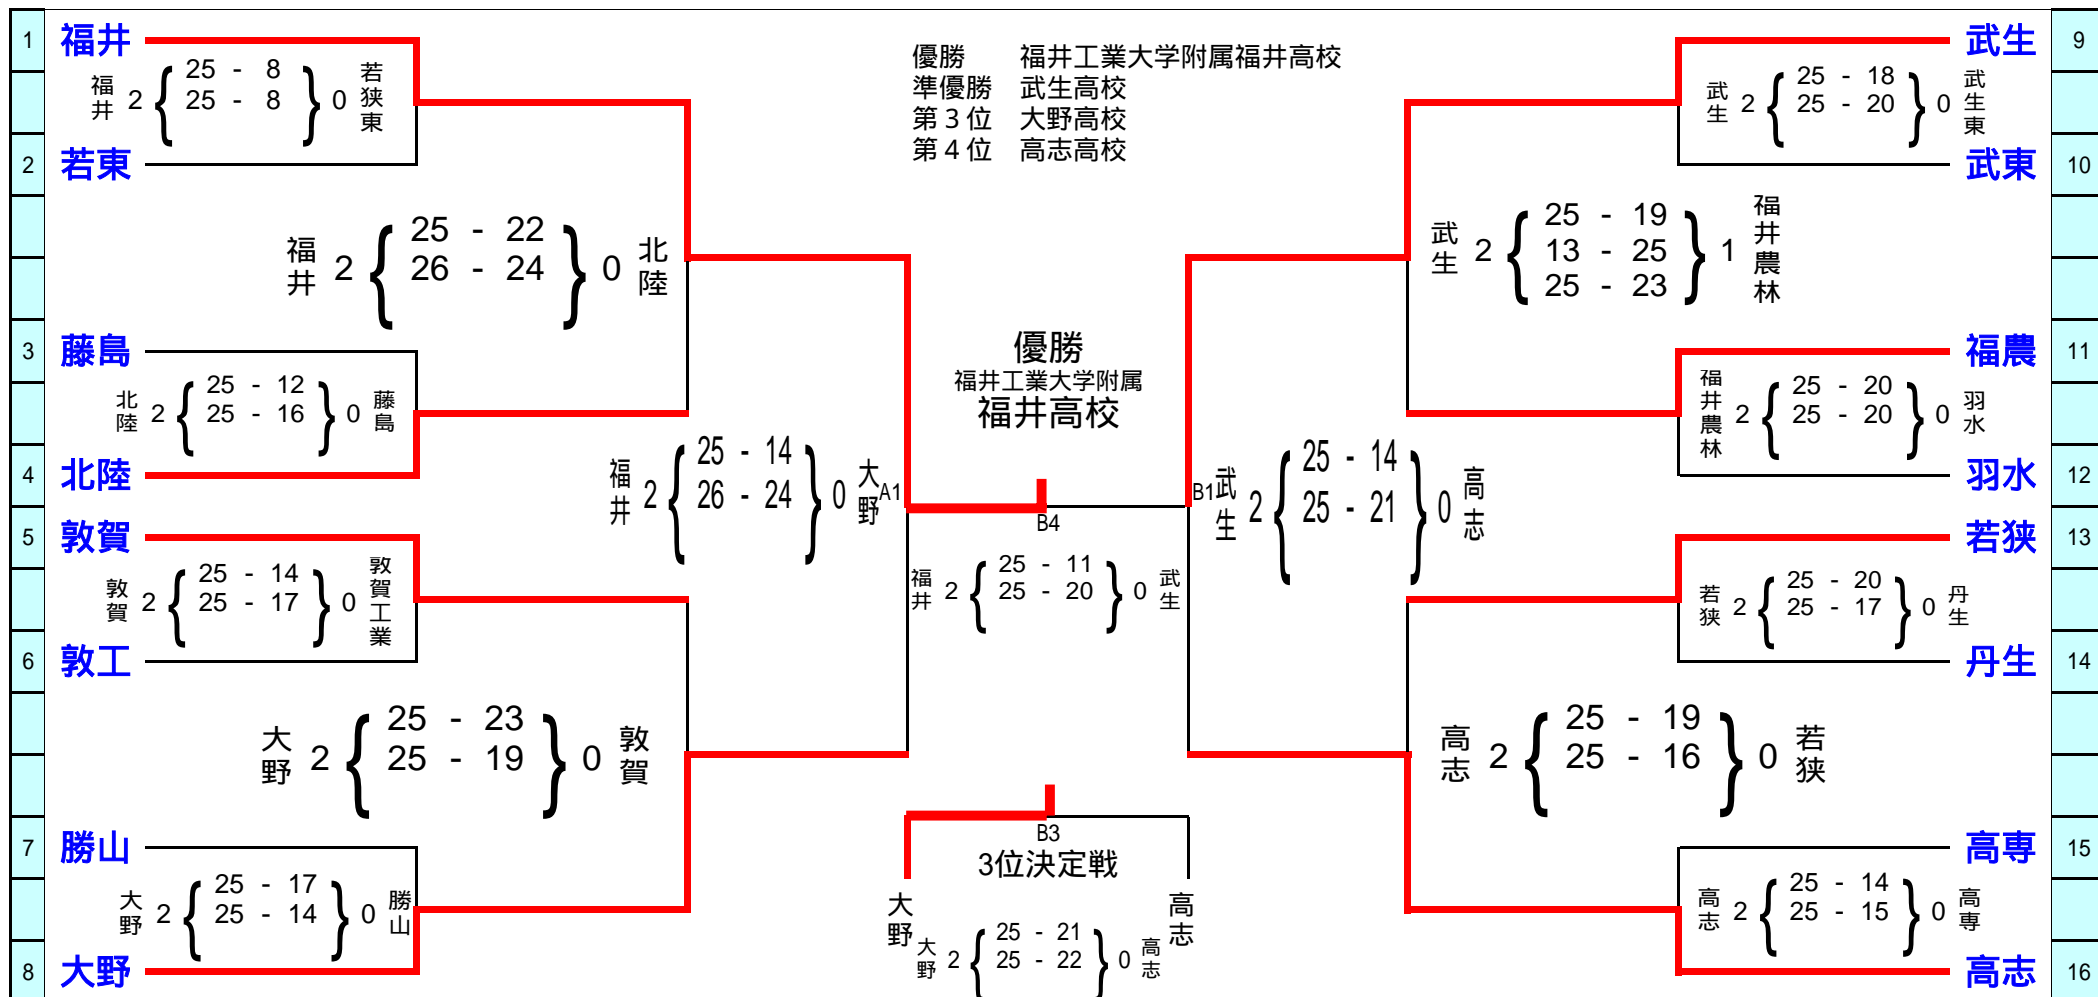 1 福井
福井 2 { 25 - 8 } 0 若狭東
25 - 8
2 若東
福井 2 { 25 - 22 } 0 北陸
26 - 24
3 藤島
北陸 2 { 25 - 12 } 0 藤島
25 - 16
4 北陸
福井 2 { 25 - 14 } 0 大野
26 - 24
A1
5 敦賀
敦賀 2 { 25 - 14 } 0 敦賀工業
25 - 17
6 敦工
大野 2 { 25 - 23 } 0 敦賀
25 - 19
7 勝山
大野 2 { 25 - 17 } 0 勝山
25 - 14
8 大野
優勝 福井工業大学附属福井高校
準優勝 武生高校
第3位 大野高校
第4位 高志高校
優勝
福井工業大学附属
福井高校
B4
福井 2 { 25 - 11 } 0 武生
25 - 20
B3
3位決定戦
大野
高志
大野 2 { 25 - 21 } 0 高志
25 - 22
武生 9
武生 2 { 25 - 18 } 0 武生東
25 - 20
武東 10
武生 2 { 25 - 19 } 1 福井農林
13 - 25
25 - 23
福農 11
福井農林 2 { 25 - 20 } 0 羽水
25 - 20
羽水 12
B1
武生 2 { 25 - 14 } 0 高志
25 - 21
若狭 13
若狭 2 { 25 - 20 } 0 丹生
25 - 17
丹生 14
高志 2 { 25 - 19 } 0 若狭
25 - 16
高専 15
高志 2 { 25 - 14 } 0 高専
25 - 15
高志 16